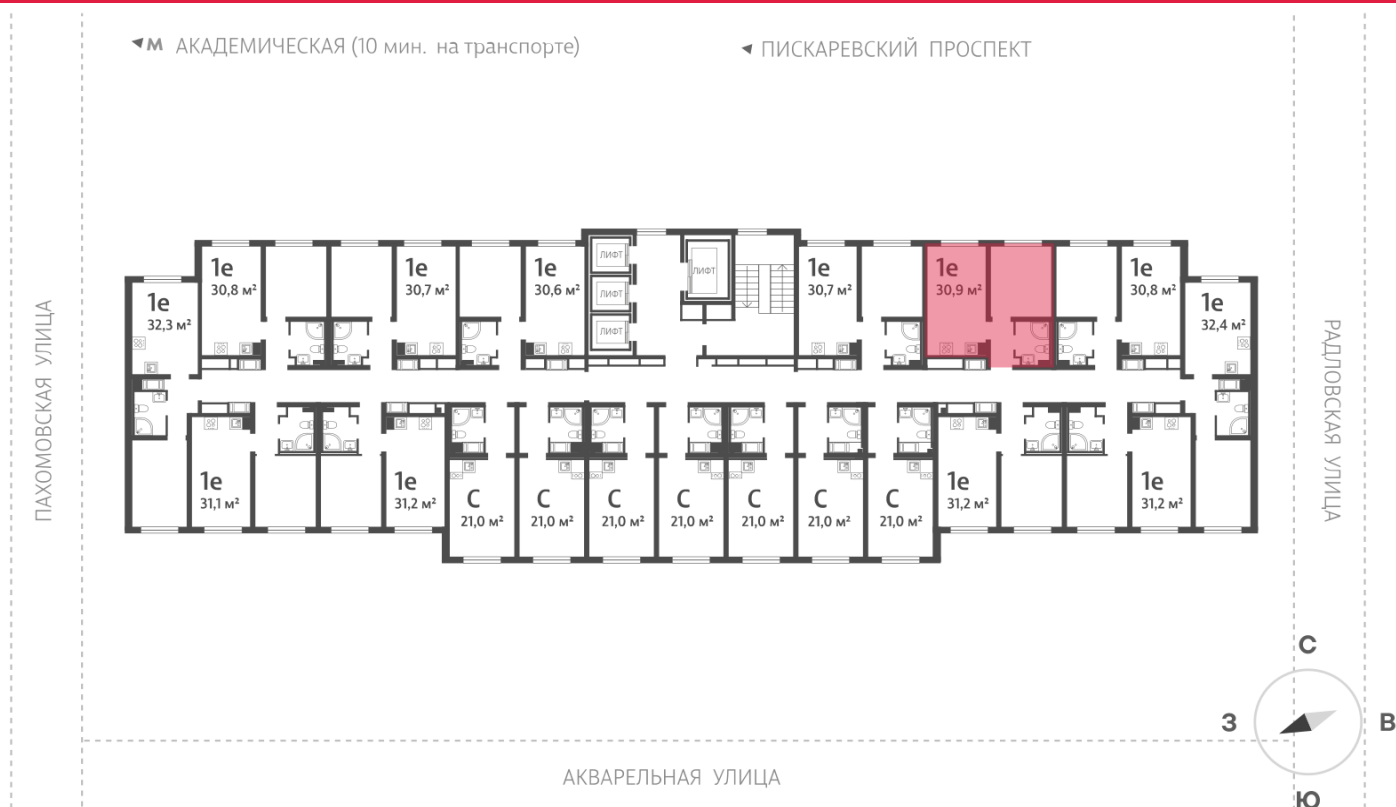 М АКАДЕМИЧЕСКАЯ (10 мин. на транспорте)
ПИСКАРЕВСКИЙ ПРОСПЕКТ
ПАХОМОВСКАЯ УЛИЦА
РАДЛОВСКАЯ УЛИЦА
1е
32,3 м²
1е
30,8 м²
1е
30,7 м²
1е
30,6 м²
ЛИФТ
ЛИФТ
ЛИФТ
ЛИФТ
1е
30,7 м²
1е
30,9 м²
1е
30,8 м²
1е
32,4 м²
1е
31,1 м²
1е
31,2 м²
С
21,0 м²
С
21,0 м²
С
21,0 м²
С
21,0 м²
С
21,0 м²
С
21,0 м²
С
21,0 м²
1е
31,2 м²
1е
31,2 м²
С
З
В
Ю
АКВАРЕЛЬНАЯ УЛИЦА